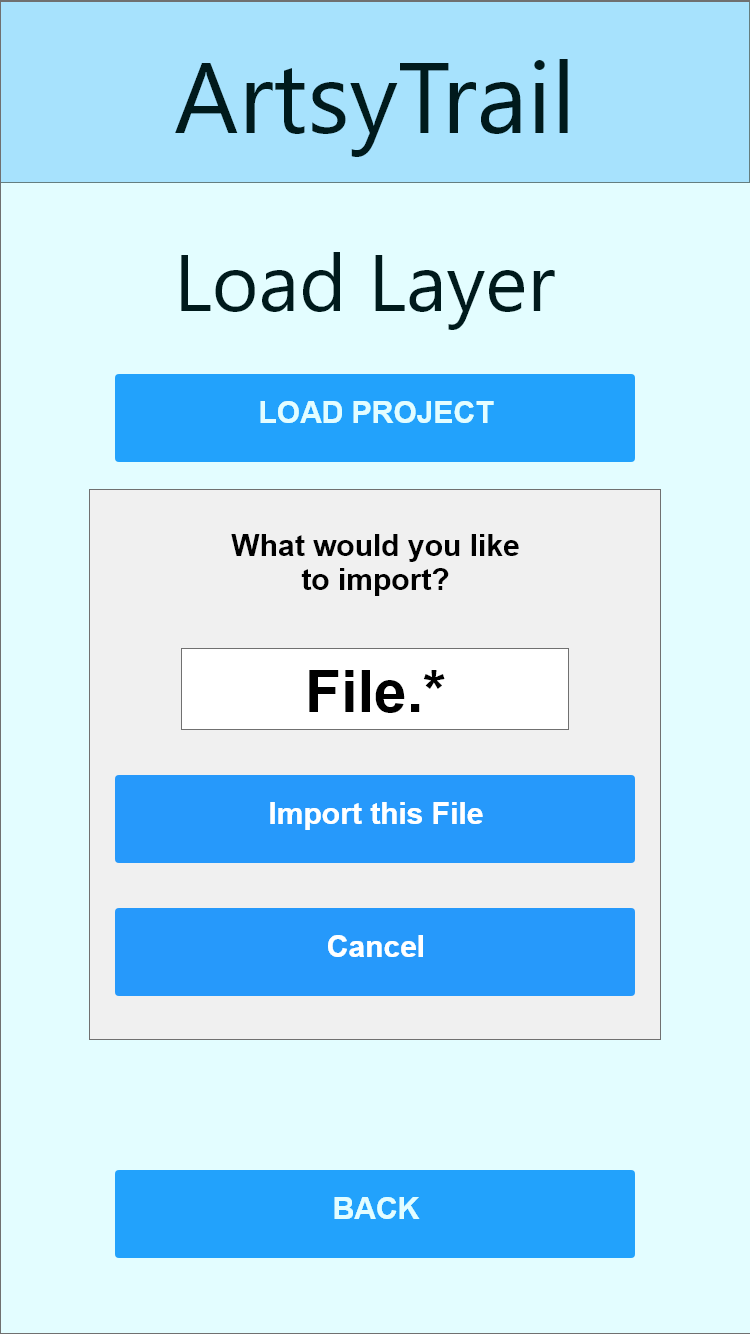 ArtsyTrail
Load Layer
LOAD PROJECT
What would you like
to import?
File.*
Import this File
Cancel
BACK